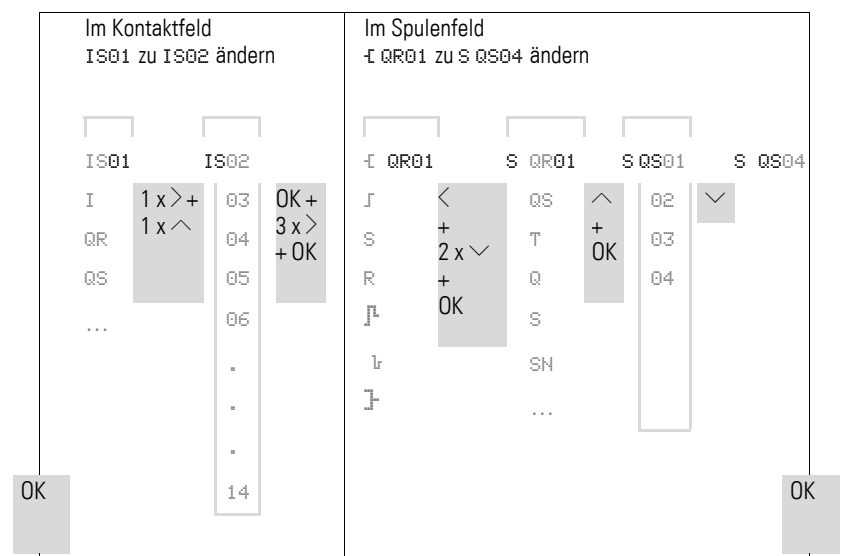 Im Kontaktfeld
IS01 zu IS02 ändern
IS01
IS02
I
QR
QS
...
1 x > +
1 x ^
03
04
05
06
.
.
.
14
OK +
3 x >
+ OK
OK
Im Spulenfeld
QR01 zu S QS04 ändern
QR01
S QR01
S QS01
S QS04
S
R
<
+
2 x ⌵
+
OK
QS
T
Q
S
SN
...
^
+
OK
02
03
04
⌵
OK